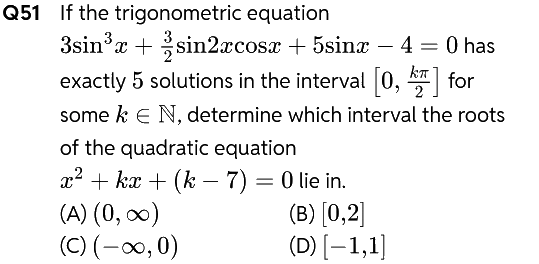 Q51 If the trigonometric equation
3sin³x + 3/2 sin2xcosx + 5sinx − 4 = 0 has
exactly 5 solutions in the interval [0, kπ/2] for
some k ∈ ℕ, determine which interval the roots
of the quadratic equation
x² + kx + (k − 7) = 0 lie in.
(A) (0, ∞) (B) [0,2]
(C) (−∞, 0) (D) [−1,1]